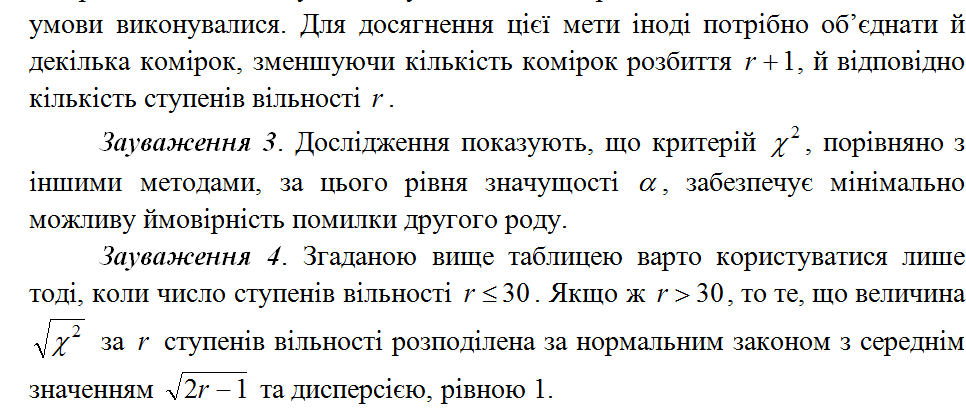 умови виконувалися. Для досягнення цієї мети іноді потрібно об’єднати й
декілька комірок, зменшуючи кількість комірок розбиття r + 1, й відповідно
кількість ступенів вільності r .
Зауваження 3. Дослідження показують, що критерій χ², порівняно з
іншими методами, за цього рівня значущості α, забезпечує мінімально
можливу ймовірність помилки другого роду.
Зауваження 4. Згаданою вище таблицею варто користуватися лише
тоді, коли число ступенів вільності r ≤ 30. Якщо ж r > 30, то те, що величина
√χ² за r ступенів вільності розподілена за нормальним законом з середнім
значенням √(2r − 1) та дисперсією, рівною 1.